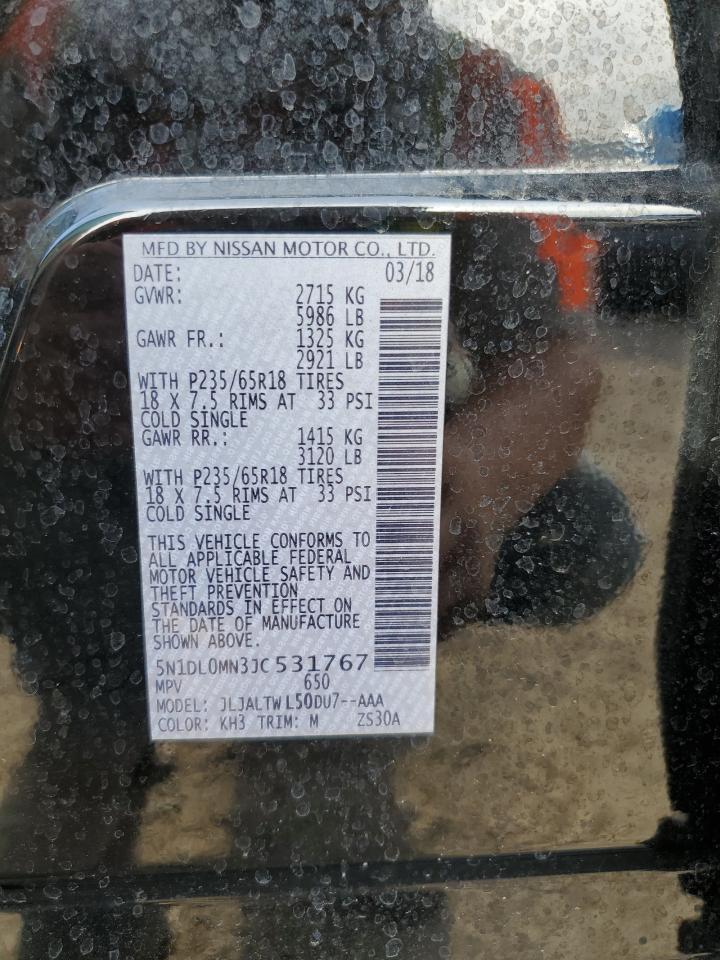 MFD BY NISSAN MOTOR CO., LTD.
DATE: 03/18
GVWR: 2715 KG
5986 LB
GAWR FR.: 1325 KG
2921 LB
WITH P235/65R18 TIRES
18 X 7.5 RIMS AT 33 PSI
COLD SINGLE
GAWR RR.: 1415 KG
3120 LB
WITH P235/65R18 TIRES
18 X 7.5 RIMS AT 33 PSI
COLD SINGLE
THIS VEHICLE CONFORMS TO
ALL APPLICABLE FEDERAL
MOTOR VEHICLE SAFETY AND
THEFT PREVENTION
STANDARDS IN EFFECT ON
THE DATE OF MANUFACTURE
SHOWN ABOVE.
5N1DL0MN3JC531767
MPV 650
MODEL: JLJALTWL50DU7--AAA
COLOR: KH3 TRIM: M ZS30A